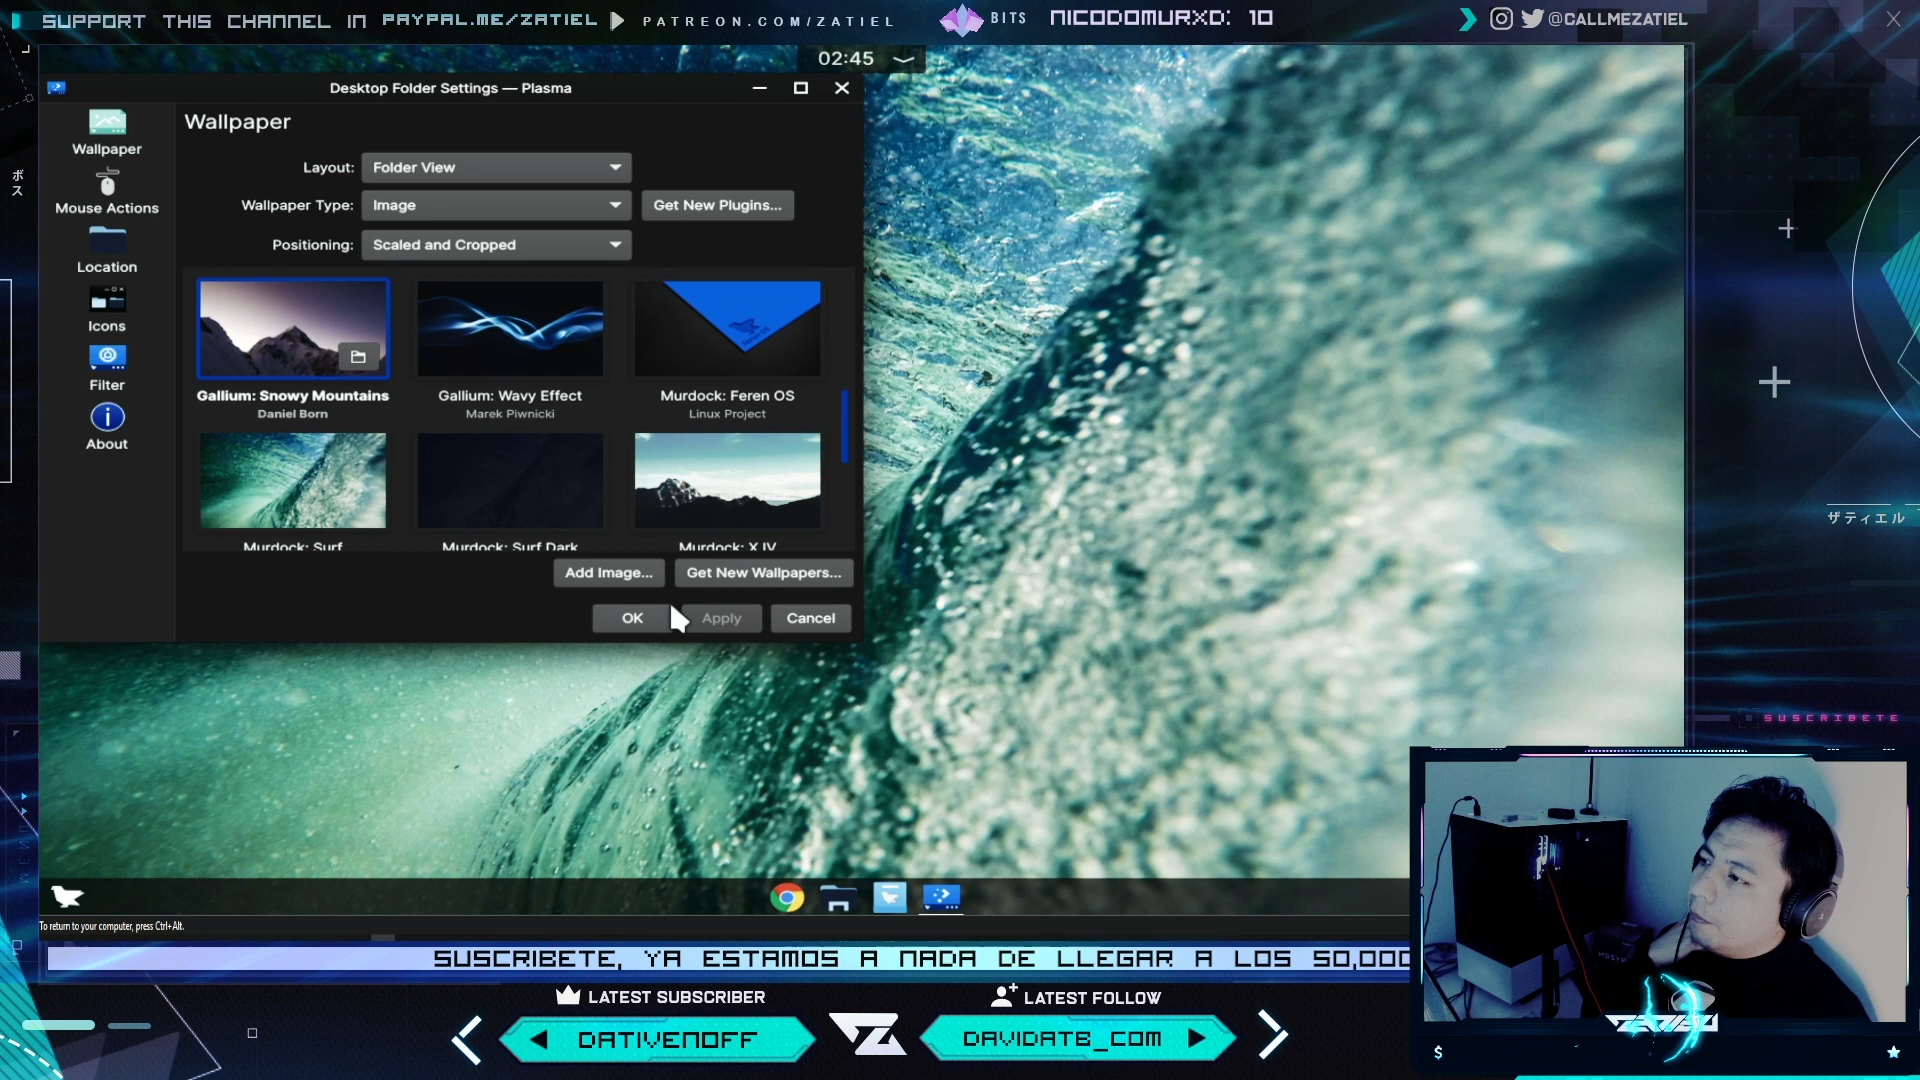 SUPPORT THIS CHANNEL IN PAYPAL.ME/ZATIEL PATREON.COM/ZATIEL BITS NICODOMURXD: 10 @CALLMEZATIEL
02:45
Desktop Folder Settings — Plasma
Wallpaper
Mouse Actions
Location
Icons
Filter
About
Wallpaper
Layout: Folder View
Wallpaper Type: Image Get New Plugins...
Positioning: Scaled and Cropped
Gallium: Snowy Mountains
Daniel Born
Gallium: Wavy Effect
Marek Piwnicki
Murdock: Feren OS
Linux Project
Murdock: Surf
Murdock: Surf Dark
Murdock: X IV
Add Image... Get New Wallpapers...
OK Apply Cancel
ボス
ザティエル
SUSCRIBETE
To return to your computer, press Ctrl+Alt.
SUSCRIBETE, YA ESTAMOS A NADA DE LLEGAR A LOS 50,000
LATEST SUBSCRIBER
DATIVENOFF
LATEST FOLLOW
DAVIDATE_COM
ZATIEL
$